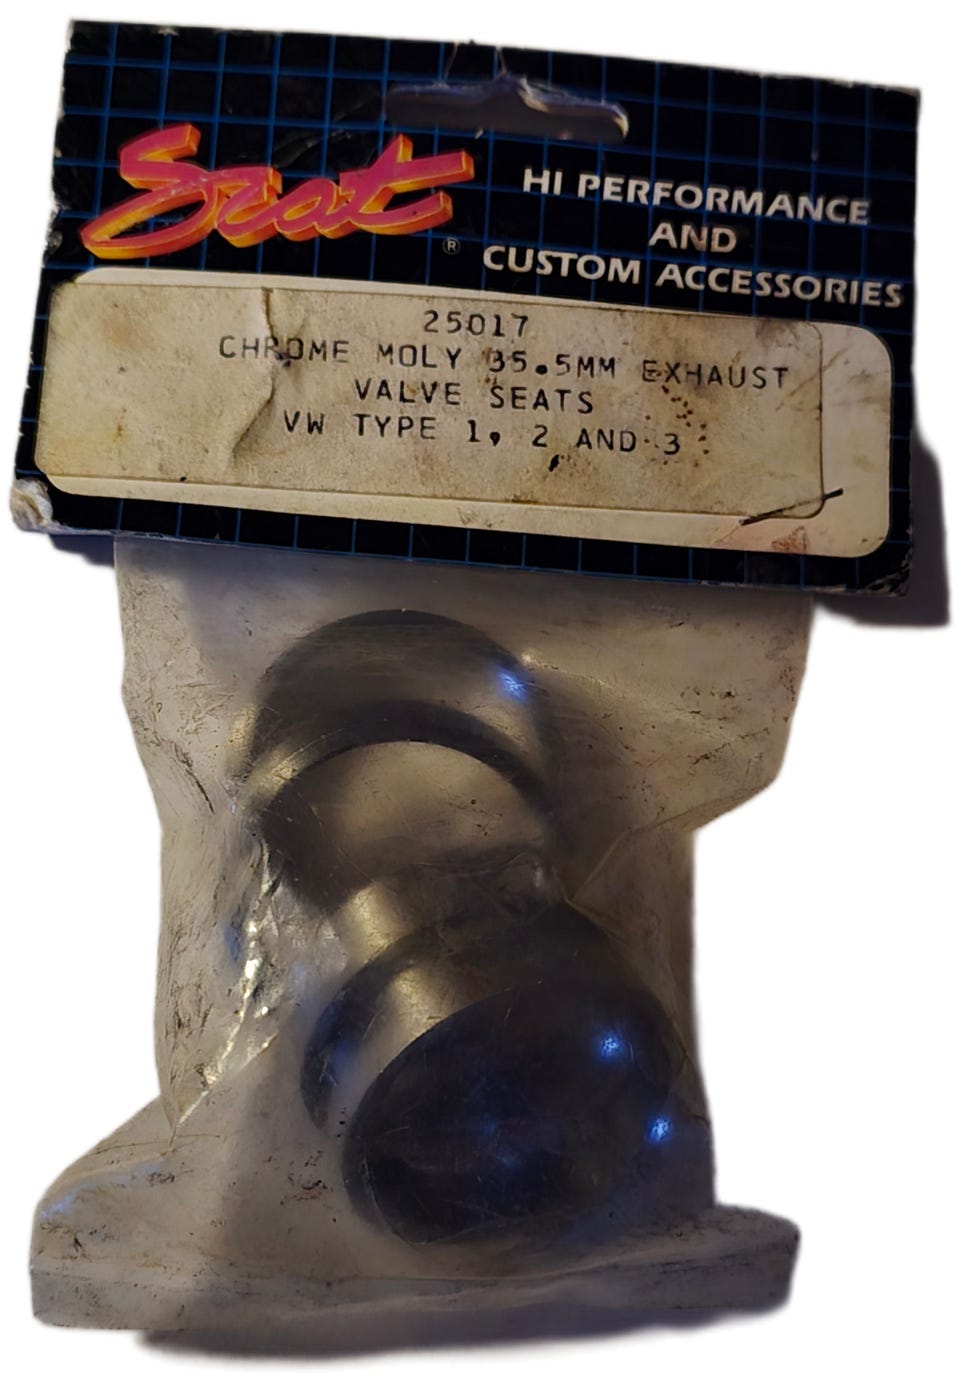 Scat
®
HI PERFORMANCE
AND
CUSTOM ACCESSORIES
25017
CHROME MOLY 35.5MM EXHAUST
VALVE SEATS
VW TYPE 1, 2 AND 3